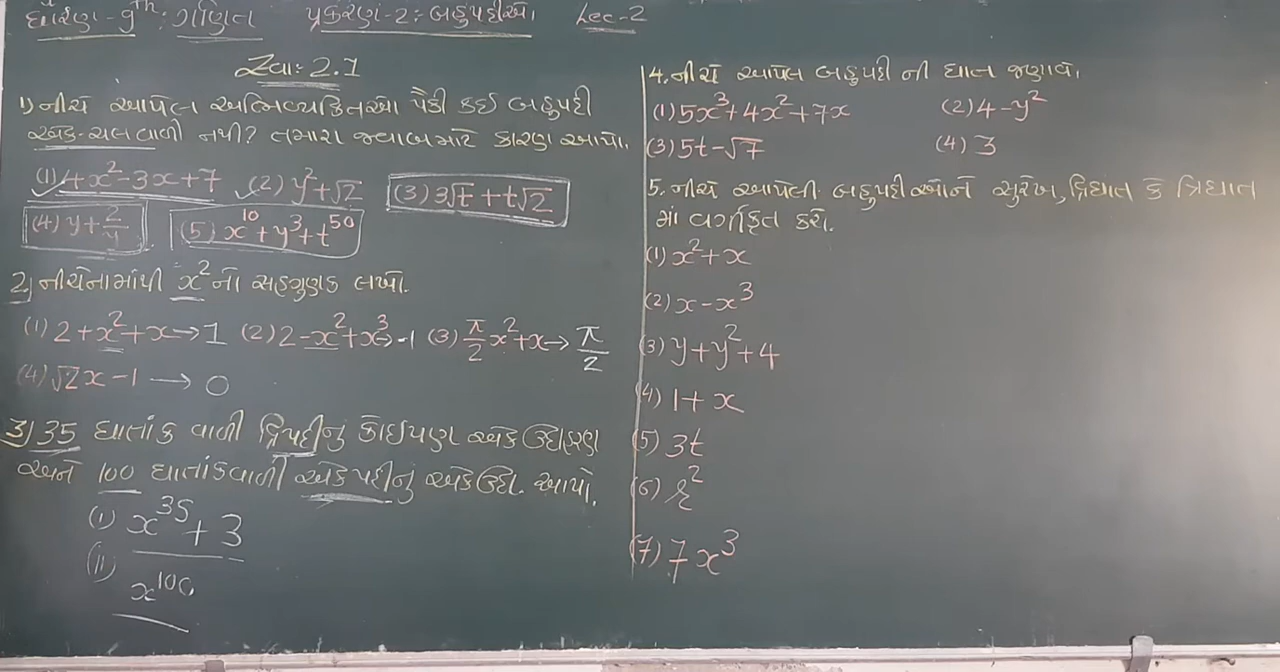 ધોરણ-9th: ગણિત પ્રકરણ-2: બહુપદીઓ. Lec-2
સ્વા: 2.1
1) નીચે આપેલ અભિવ્યક્તિઓ પૈકી કઈ બહુપદી
એક-ચલ વાળી નથી? તમારા જવાબ માટે કારણ આપો.
(1) 4x²-3x+7 (2) y²+√2 (3) 3√t+t√2
(4) y+2/y (5) x¹⁰+y³+t⁵⁰
2) નીચેનામાંથી x² નો સહગુણક લખો.
(1) 2+x²+x→1 (2) 2-x²+x³→-1 (3) π/2 x²+x→π/2
(4) √2x-1 → 0
3) 35 ઘાતાંક વાળી દ્વિપદીનું કોઈપણ એક ઉદાહરણ
અને 100 ઘાતાંકવાળી એકપદીનું એક ઉદા. આપો.
(i) x³⁵+3
(ii) x¹⁰⁰
4. નીચે આપેલ બહુપદી ની ઘાત જણાવો.
(1) 5x³+4x²+7x (2) 4-y²
(3) 5t-√7 (4) 3
5. નીચે આપેલી બહુપદીઓને સુરેખ, દ્વિઘાત કે ત્રિઘાત
માં વર્ગીકૃત કરો.
(1) x²+x
(2) x-x³
(3) y+y²+4
(4) 1+x
(5) 3t
(6) r²
(7) 7x³